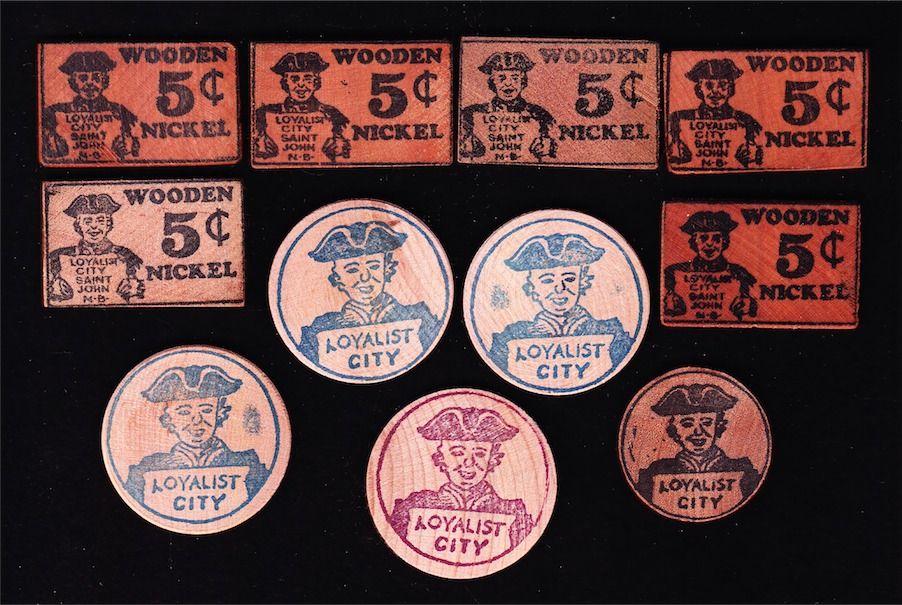 WOODEN
5¢
NICKEL
LOYALIST
CITY
SAINT
JOHN
N-B-
WOODEN
5¢
NICKEL
LOYALIST
CITY
SAINT
JOHN
N-B-
WOODEN
5¢
NICKEL
LOYALIST
CITY
SAINT
JOHN
N-B-
WOODEN
5¢
NICKEL
LOYALIST
CITY
SAINT
JOHN
N-B-
WOODEN
5¢
NICKEL
LOYALIST
CITY
SAINT
JOHN
N-B-
LOYALIST
CITY
LOYALIST
CITY
WOODEN
5¢
NICKEL
LOYALIST
CITY
SAINT
JOHN
N-B-
LOYALIST
CITY
LOYALIST
CITY
LOYALIST
CITY